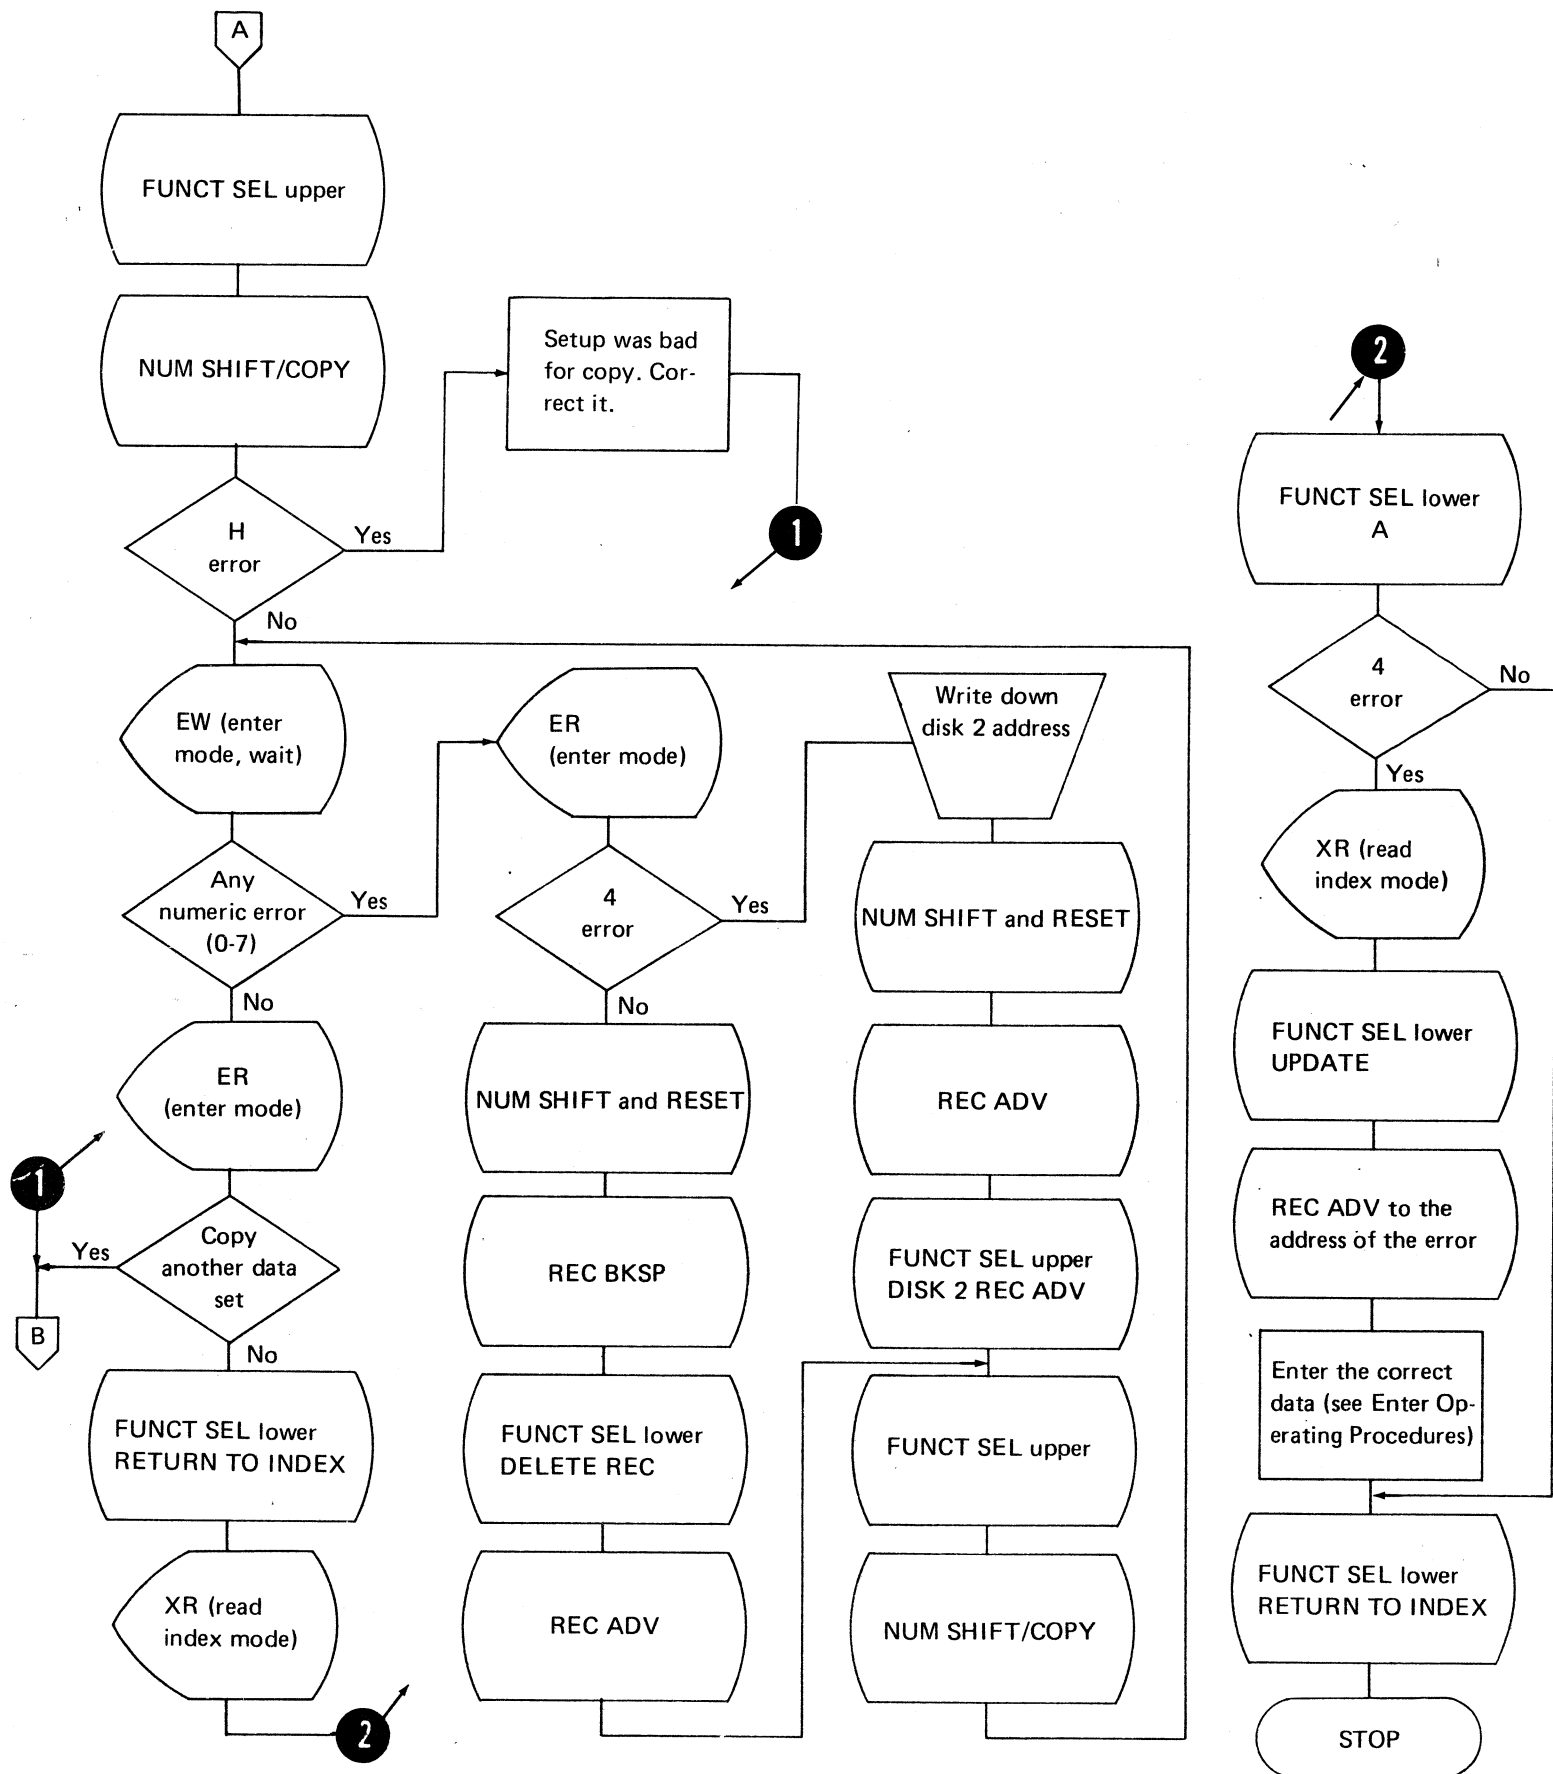 A
FUNCT SEL upper
NUM SHIFT/COPY
H
error
Yes
No
Setup was bad
for copy. Cor-
rect it.
1
EW (enter
mode, wait)
Any
numeric error
(0-7)
Yes
No
ER
(enter mode)
1
Copy
another data
set
Yes
B
No
FUNCT SEL lower
RETURN TO INDEX
XR (read
index mode)
2
ER
(enter mode)
4
error
Yes
No
NUM SHIFT and RESET
REC BKSP
FUNCT SEL lower
DELETE REC
REC ADV
Write down
disk 2 address
NUM SHIFT and RESET
REC ADV
FUNCT SEL upper
DISK 2 REC ADV
FUNCT SEL upper
NUM SHIFT/COPY
2
FUNCT SEL lower
A
4
error
No
Yes
XR (read
index mode)
FUNCT SEL lower
UPDATE
REC ADV to the
address of the error
Enter the correct
data (see Enter Op-
erating Procedures)
FUNCT SEL lower
RETURN TO INDEX
STOP